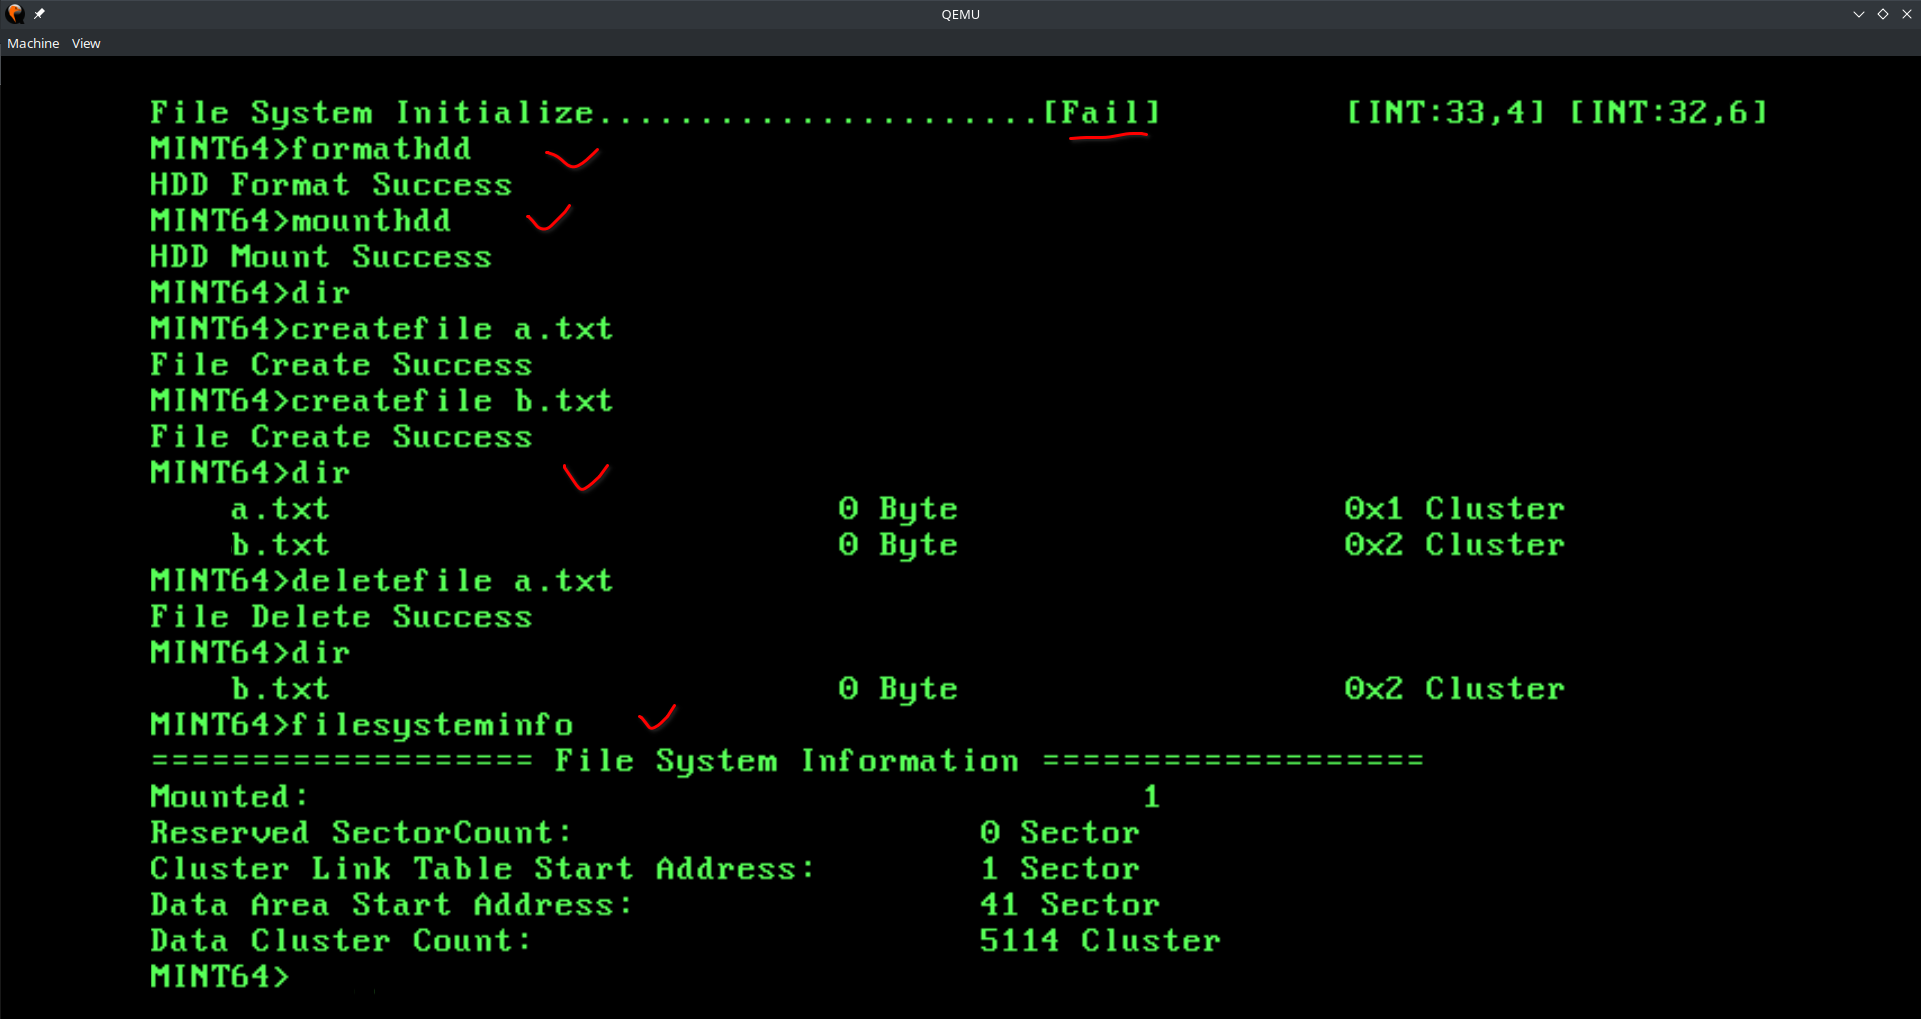 QEMU
Machine View
File System Initialize......................[Fail] [INT:33,4] [INT:32,6]
MINT64>formathdd
HDD Format Success
MINT64>mounthdd
HDD Mount Success
MINT64>dir
MINT64>createfile a.txt
File Create Success
MINT64>createfile b.txt
File Create Success
MINT64>dir
a.txt 0 Byte 0x1 Cluster
b.txt 0 Byte 0x2 Cluster
MINT64>deletefile a.txt
File Delete Success
MINT64>dir
b.txt 0 Byte 0x2 Cluster
MINT64>filesysteminfo
=================== File System Information ===================
Mounted: 1
Reserved SectorCount: 0 Sector
Cluster Link Table Start Address: 1 Sector
Data Area Start Address: 41 Sector
Data Cluster Count: 5114 Cluster
MINT64>